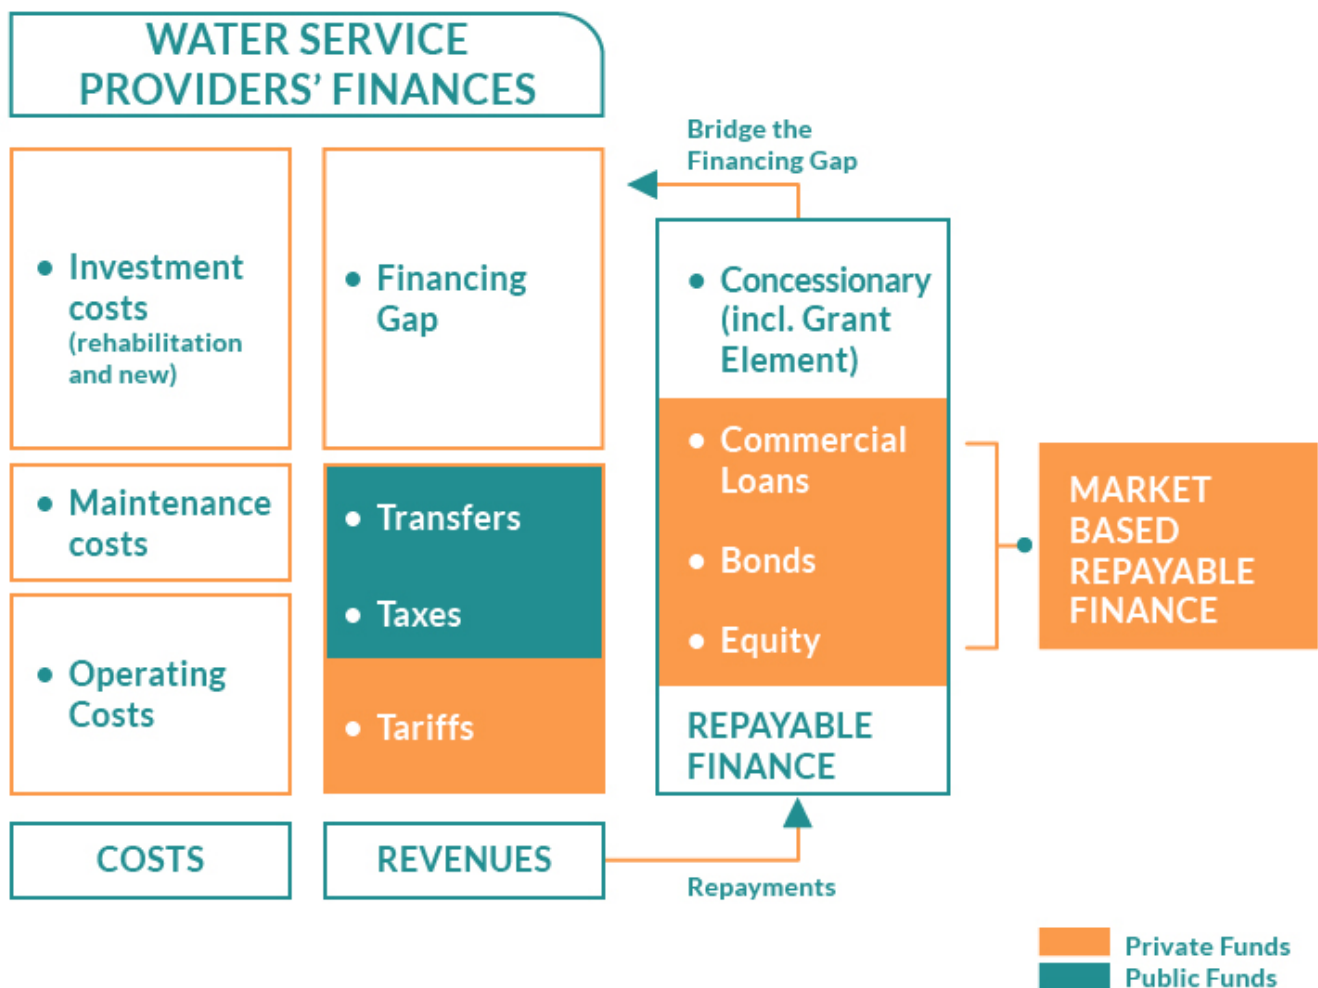 WATER SERVICE
PROVIDERS’ FINANCES
• Investment
costs
(rehabilitation
and new)
• Maintenance
costs
• Operating
Costs
COSTS
• Financing
Gap
• Transfers
• Taxes
• Tariffs
REVENUES
Bridge the
Financing Gap
• Concessionary
(incl. Grant
Element)
• Commercial
Loans
• Bonds
• Equity
REPAYABLE
FINANCE
Repayments
MARKET
BASED
REPAYABLE
FINANCE
Private Funds
Public Funds